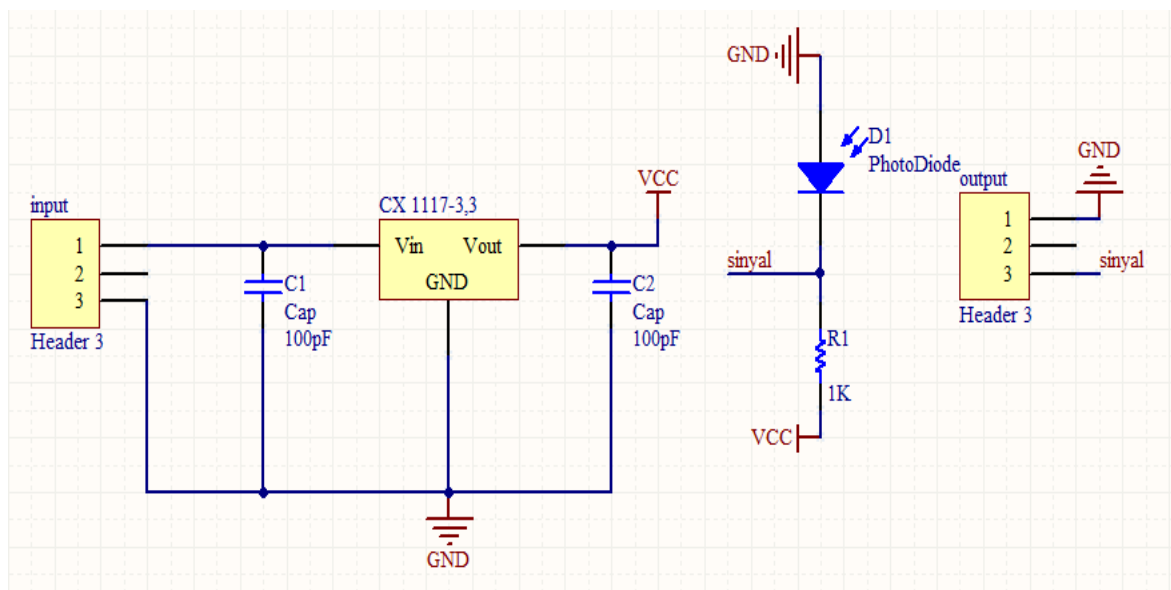 input
1
2
3
Header 3
C1
Cap
100pF
CX 1117-3,3
Vin
Vout
GND
GND
VCC
C2
Cap
100pF
GND
D1
PhotoDiode
sinyal
R1
1K
VCC
output
1
2
3
Header 3
GND
sinyal